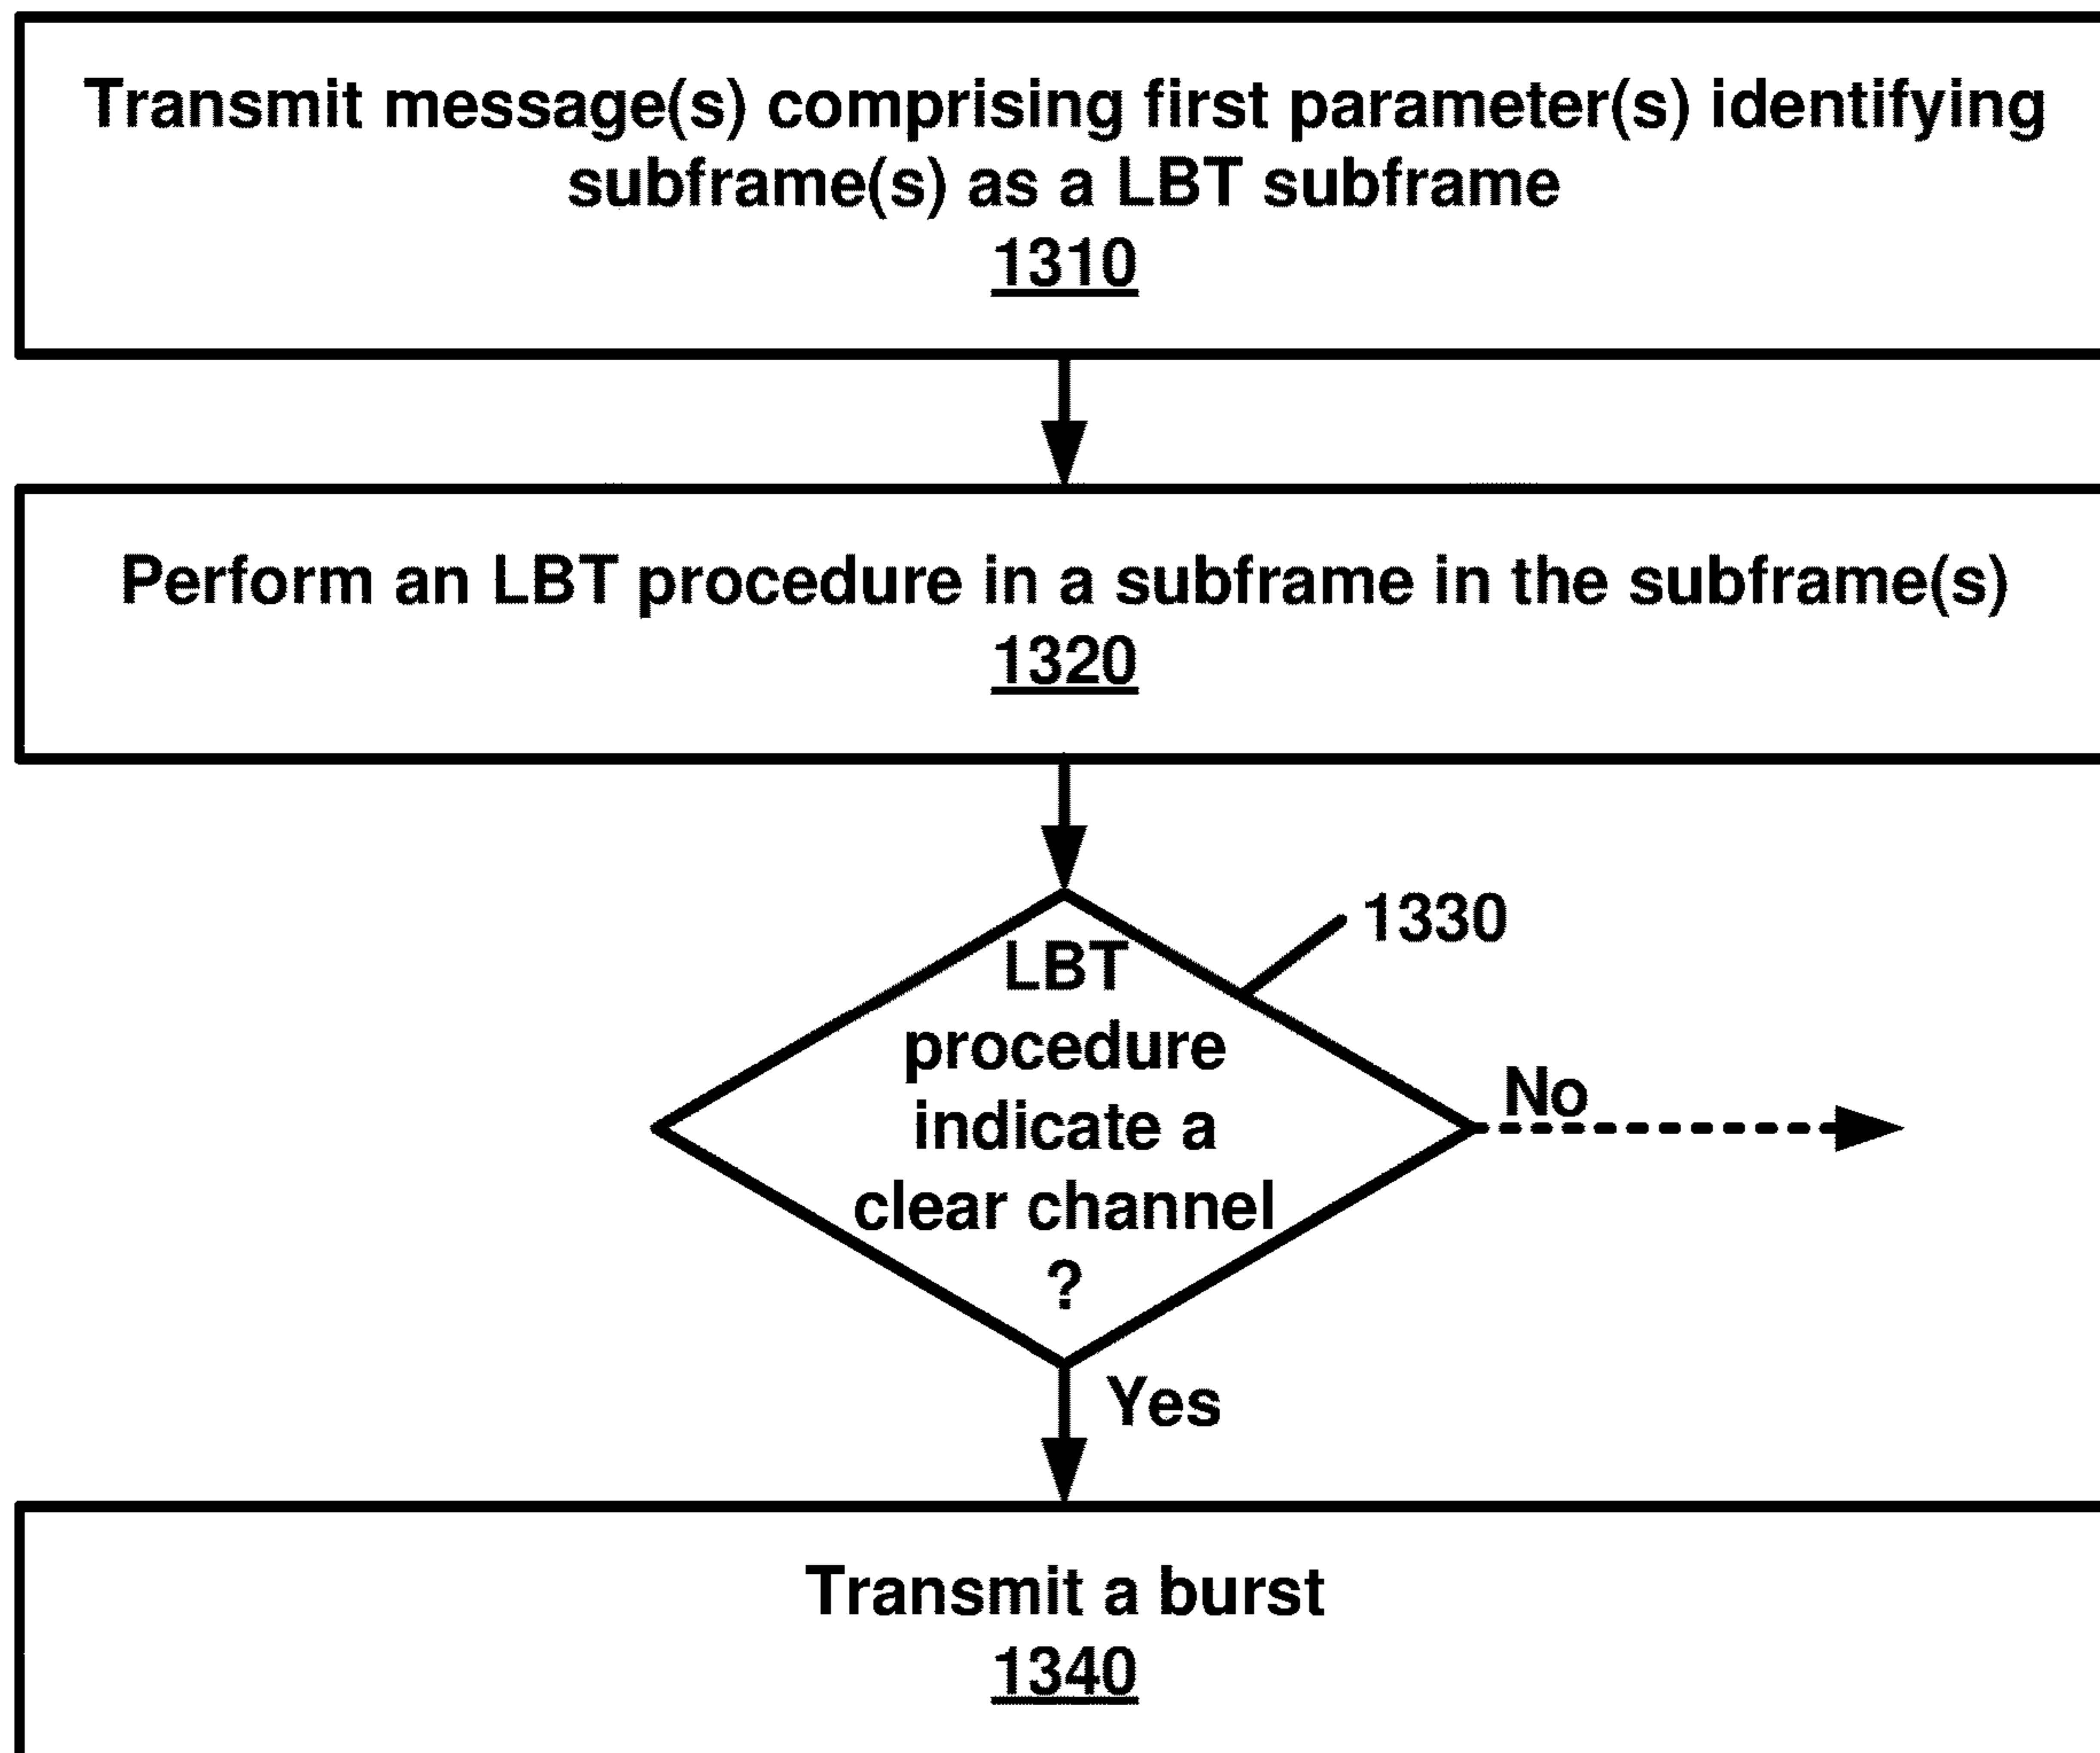 Transmit message(s) comprising first parameter(s) identifying
subframe(s) as a LBT subframe
1310
Perform an LBT procedure in a subframe in the subframe(s)
1320
1330
LBT
procedure
indicate a
clear channel
?
No
Yes
Transmit a burst
1340